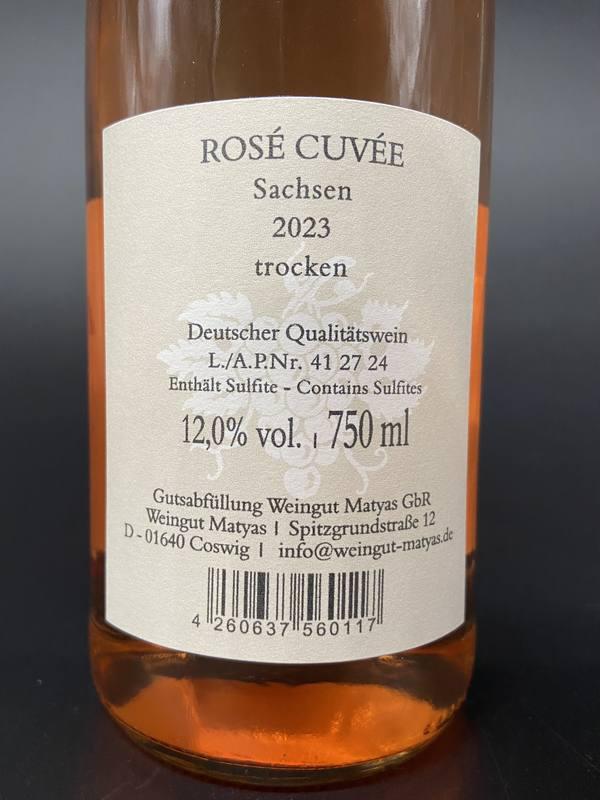 ROSÉ CUVÉE
Sachsen
2023
trocken
Deutscher Qualitätswein
L./A.P.Nr. 41 27 24
Enthält Sulfite - Contains Sulfites
12,0% vol. | 750 ml
Gutsabfüllung Weingut Matyas GbR
Weingut Matyas | Spitzgrundstraße 12
D - 01640 Coswig | info@weingut-matyas.de
4 260637 560117